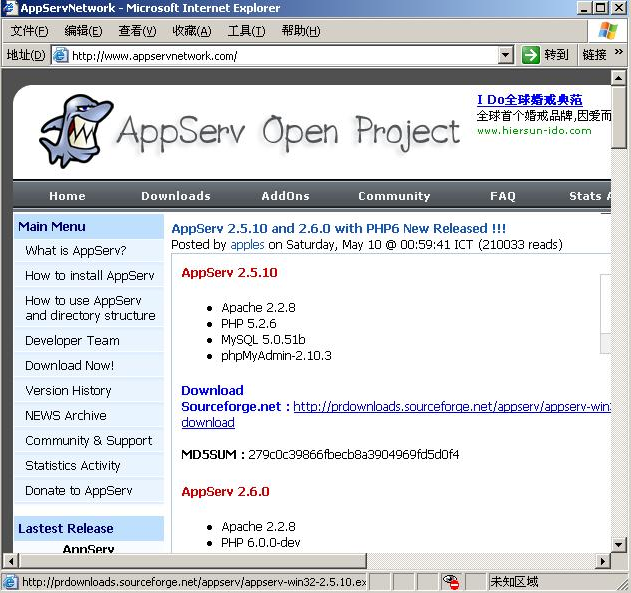 AppServNetwork - Microsoft Internet Explorer
文件(F) 编辑(E) 查看(V) 收藏(A) 工具(T) 帮助(H)
地址(D) http://www.appservnetwork.com/ 转到 链接 »
AppServ Open Project
I Do全球婚戒典范
全球首个婚戒品牌,因爱而
www.hiersun-ido.com
Home Downloads AddOns Community FAQ Stats A
Main Menu
What is AppServ?
How to install AppServ
How to use AppServ
and directory structure
Developer Team
Download Now!
Version History
NEWS Archive
Community & Support
Statistics Activity
Donate to AppServ
Lastest Release
AppServ
AppServ 2.5.10 and 2.6.0 with PHP6 New Released !!!
Posted by apples on Saturday, May 10 @ 00:59:41 ICT (210033 reads)
AppServ 2.5.10
Apache 2.2.8
PHP 5.2.6
MySQL 5.0.51b
phpMyAdmin-2.10.3
Download
Sourceforge.net : http://prdownloads.sourceforge.net/appserv/appserv-win3
download
MD5SUM : 279c0c39866fbecb8a3904969fd5d0f4
AppServ 2.6.0
Apache 2.2.8
PHP 6.0.0-dev
http://prdownloads.sourceforge.net/appserv/appserv-win32-2.5.10.ex 未知区域